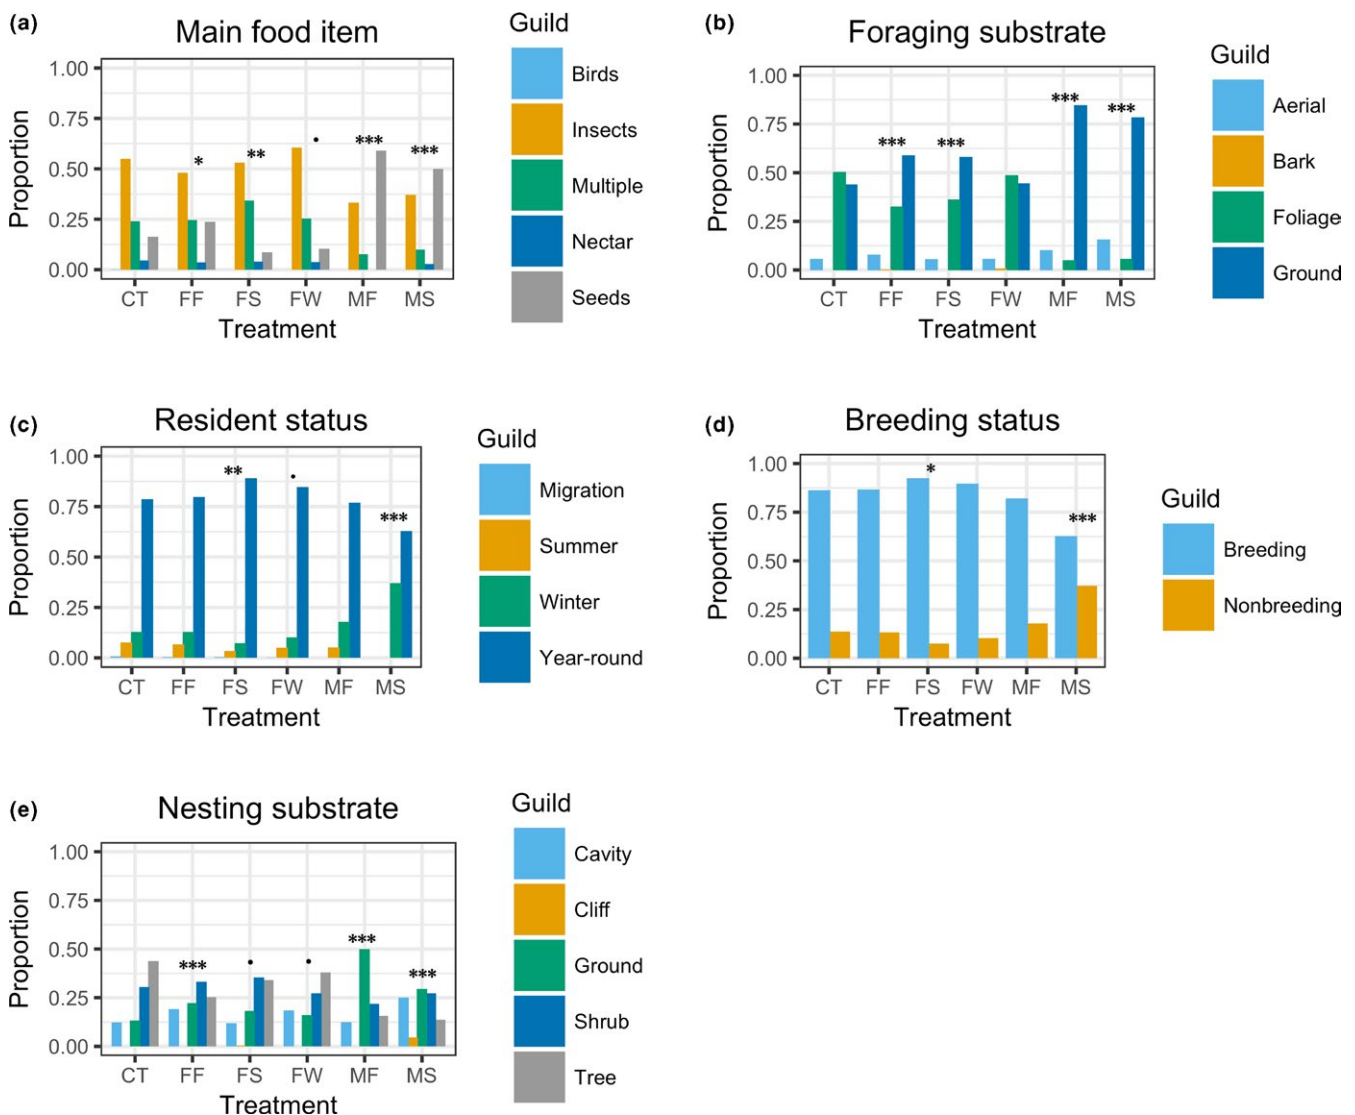 (a)
Main food item
Proportion
1.00
0.75
0.50
0.25
0.00
* ** • *** ***
CT FF FS FW MF MS
Treatment
Guild
Birds
Insects
Multiple
Nectar
Seeds
(b)
Foraging substrate
Proportion
1.00
0.75
0.50
0.25
0.00
*** *** *** ***
CT FF FS FW MF MS
Treatment
Guild
Aerial
Bark
Foliage
Ground
(c)
Resident status
Proportion
1.00
0.75
0.50
0.25
0.00
** • ***
CT FF FS FW MF MS
Treatment
Guild
Migration
Summer
Winter
Year-round
(d)
Breeding status
Proportion
1.00
0.75
0.50
0.25
0.00
* ***
CT FF FS FW MF MS
Treatment
Guild
Breeding
Nonbreeding
(e)
Nesting substrate
Proportion
1.00
0.75
0.50
0.25
0.00
*** • • *** ***
CT FF FS FW MF MS
Treatment
Guild
Cavity
Cliff
Ground
Shrub
Tree